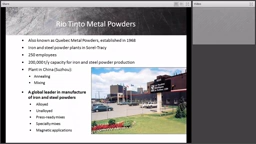 Rio Tinto Metal Powders
• Also known as Quebec Metal Powders, established in 1968
• Iron and steel powder plants in Sorel-Tracy
• 250 employees
• 200,000 t/y capacity for iron and steel powder production
• Plant in China (Suzhou)
• Annealing
• Mixing
• A global leader in manufacture
of iron and steel powders
• Alloyed
• Unalloyed
• Press-ready mixes
• Specialty mixes
• Magnetic applications